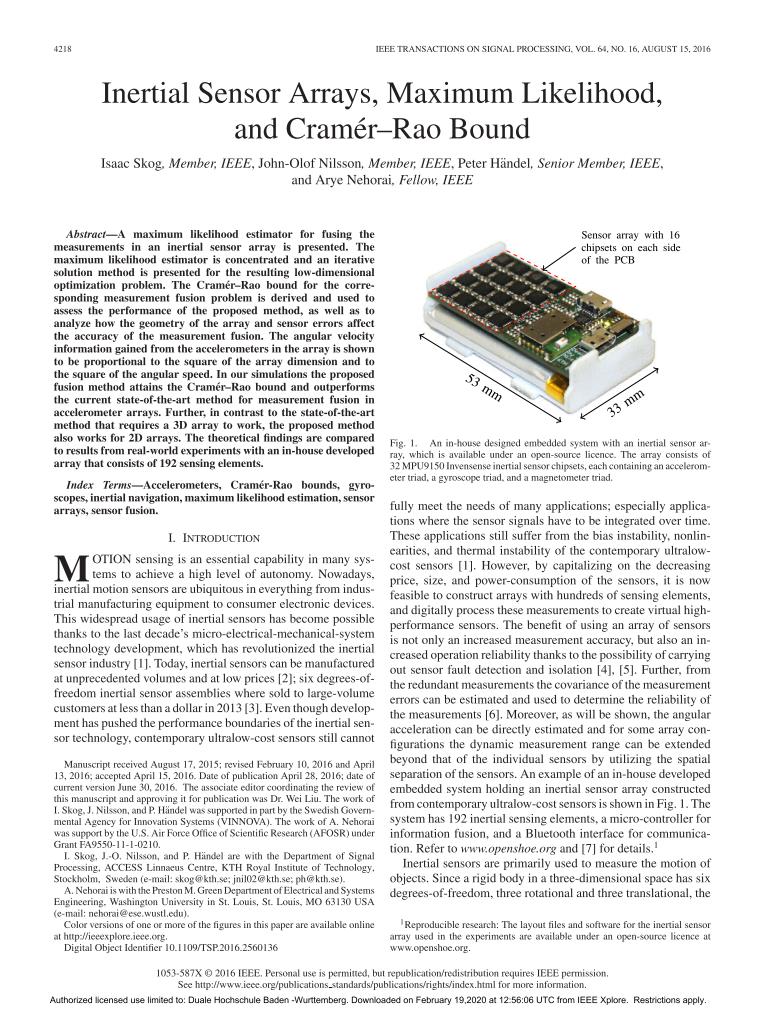 4218
IEEE TRANSACTIONS ON SIGNAL PROCESSING, VOL. 64, NO. 16, AUGUST 15, 2016
Inertial Sensor Arrays, Maximum Likelihood,
and Cramér–Rao Bound
Isaac Skog, Member, IEEE, John-Olof Nilsson, Member, IEEE, Peter Händel, Senior Member, IEEE,
and Arye Nehorai, Fellow, IEEE
Abstract—A maximum likelihood estimator for fusing the
measurements in an inertial sensor array is presented. The
maximum likelihood estimator is concentrated and an iterative
solution method is presented for the resulting low-dimensional
optimization problem. The Cramér–Rao bound for the corre-
sponding measurement fusion problem is derived and used to
assess the performance of the proposed method, as well as to
analyze how the geometry of the array and sensor errors affect
the accuracy of the measurement fusion. The angular velocity
information gained from the accelerometers in the array is shown
to be proportional to the square of the array dimension and to
the square of the angular speed. In our simulations the proposed
fusion method attains the Cramér–Rao bound and outperforms
the current state-of-the-art method for measurement fusion in
accelerometer arrays. Further, in contrast to the state-of-the-art
method that requires a 3D array to work, the proposed method
also works for 2D arrays. The theoretical findings are compared
to results from real-world experiments with an in-house developed
array that consists of 192 sensing elements.
Index Terms—Accelerometers, Cramér-Rao bounds, gyro-
scopes, inertial navigation, maximum likelihood estimation, sensor
arrays, sensor fusion.
I. INTRODUCTION
MOTION sensing is an essential capability in many sys-
tems to achieve a high level of autonomy. Nowadays,
inertial motion sensors are ubiquitous in everything from indus-
trial manufacturing equipment to consumer electronic devices.
This widespread usage of inertial sensors has become possible
thanks to the last decade's micro-electrical-mechanical-system
technology development, which has revolutionized the inertial
sensor industry [1]. Today, inertial sensors can be manufactured
at unprecedented volumes and at low prices [2]; six degrees-of-
freedom inertial sensor assemblies where sold to large-volume
customers at less than a dollar in 2013 [3]. Even though develop-
ment has pushed the performance boundaries of the inertial sen-
sor technology, contemporary ultralow-cost sensors still cannot
Manuscript received August 17, 2015; revised February 10, 2016 and April
13, 2016; accepted April 15, 2016. Date of publication April 28, 2016; date of
current version June 30, 2016. The associate editor coordinating the review of
this manuscript and approving it for publication was Dr. Wei Liu. The work of
I. Skog, J. Nilsson, and P. Händel was supported in part by the Swedish Govern-
mental Agency for Innovation Systems (VINNOVA). The work of A. Nehorai
was support by the U.S. Air Force Office of Scientific Research (AFOSR) under
Grant FA9550-11-1-0210.
I. Skog, J.-O. Nilsson, and P. Händel are with the Department of Signal
Processing, ACCESS Linnaeus Centre, KTH Royal Institute of Technology,
Stockholm, Sweden (e-mail: skog@kth.se; jnil02@kth.se; ph@kth.se).
A. Nehorai is with the Preston M. Green Department of Electrical and Systems
Engineering, Washington University in St. Louis, St. Louis, MO 63130 USA
(e-mail: nehorai@ese.wustl.edu).
Color versions of one or more of the figures in this paper are available online
at http://ieeexplore.ieee.org.
Digital Object Identifier 10.1109/TSP.2016.2560136
Sensor array with 16
chipsets on each side
of the PCB
53 mm
33 mm
Fig. 1. An in-house designed embedded system with an inertial sensor ar-
ray, which is available under an open-source licence. The array consists of
32 MPU9150 Invensense inertial sensor chipsets, each containing an accelerom-
eter triad, a gyroscope triad, and a magnetometer triad.
fully meet the needs of many applications; especially applica-
tions where the sensor signals have to be integrated over time.
These applications still suffer from the bias instability, nonlin-
earities, and thermal instability of the contemporary ultralow-
cost sensors [1]. However, by capitalizing on the decreasing
price, size, and power-consumption of the sensors, it is now
feasible to construct arrays with hundreds of sensing elements,
and digitally process these measurements to create virtual high-
performance sensors. The benefit of using an array of sensors
is not only an increased measurement accuracy, but also an in-
creased operation reliability thanks to the possibility of carrying
out sensor fault detection and isolation [4], [5]. Further, from
the redundant measurements the covariance of the measurement
errors can be estimated and used to determine the reliability of
the measurements [6]. Moreover, as will be shown, the angular
acceleration can be directly estimated and for some array con-
figurations the dynamic measurement range can be extended
beyond that of the individual sensors by utilizing the spatial
separation of the sensors. An example of an in-house developed
embedded system holding an inertial sensor array constructed
from contemporary ultralow-cost sensors is shown in Fig. 1. The
system has 192 inertial sensing elements, a micro-controller for
information fusion, and a Bluetooth interface for communica-
tion. Refer to www.openshoe.org and [7] for details.¹
Inertial sensors are primarily used to measure the motion of
objects. Since a rigid body in a three-dimensional space has six
degrees-of-freedom, three rotational and three translational, the
¹Reproducible research: The layout files and software for the inertial sensor
array used in the experiments are available under an open-source licence at
www.openshoe.org.
1053-587X © 2016 IEEE. Personal use is permitted, but republication/redistribution requires IEEE permission.
See http://www.ieee.org/publications_standards/publications/rights/index.html for more information.
Authorized licensed use limited to: Duale Hochschule Baden -Wurttemberg. Downloaded on February 19,2020 at 12:56:06 UTC from IEEE Xplore. Restrictions apply.